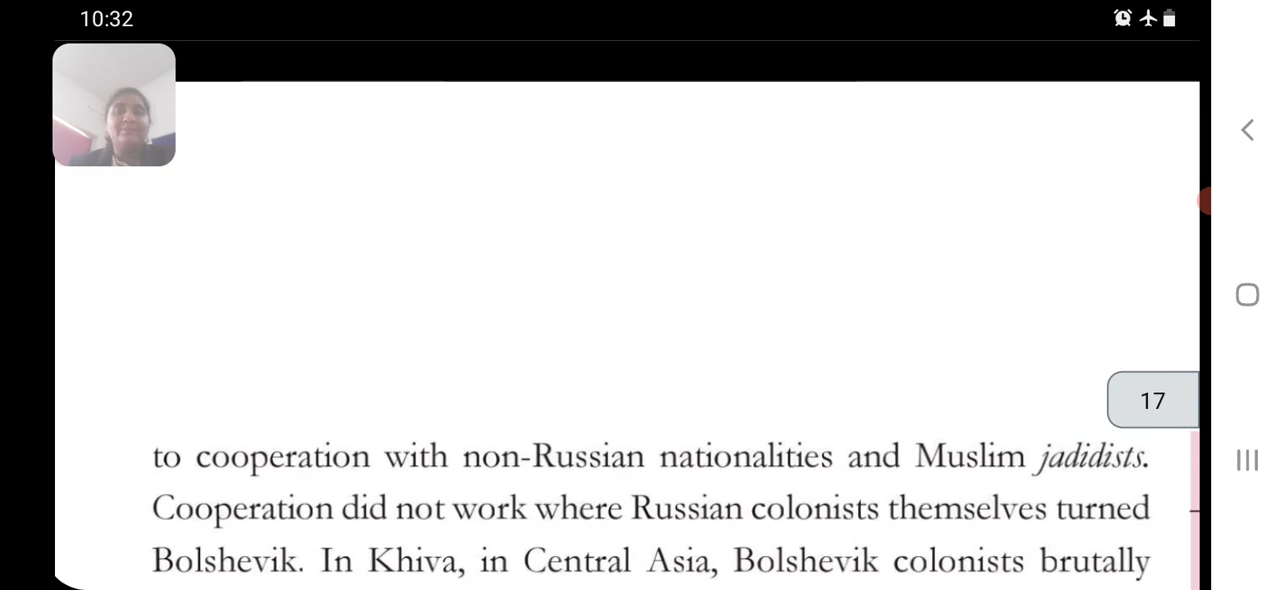 10:32
17
to cooperation with non-Russian nationalities and Muslim jadidists.
Cooperation did not work where Russian colonists themselves turned
Bolshevik. In Khiva, in Central Asia, Bolshevik colonists brutally